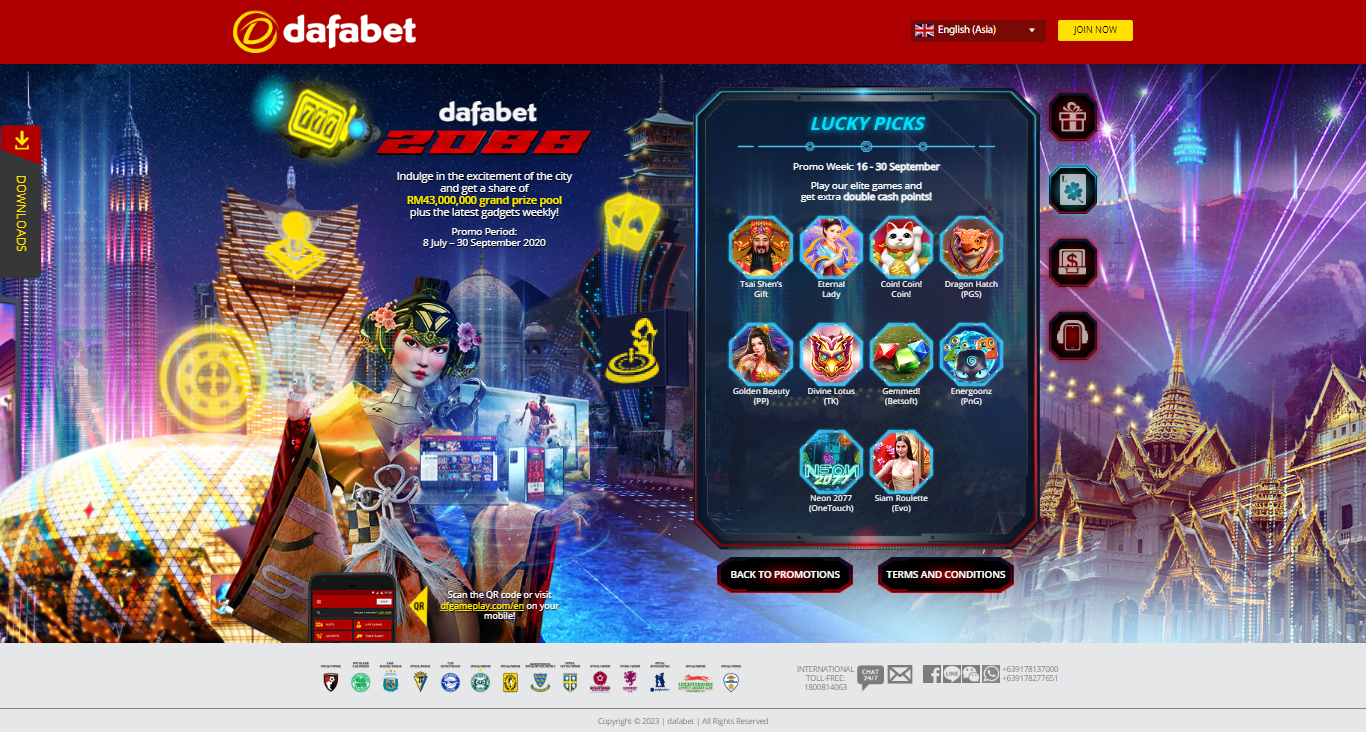 dafabet
English (Asia)
JOIN NOW
DOWNLOADS
777
dafabet
2088
Indulge in the excitement of the city
and get a share of
RM43,000,000 grand prize pool
plus the latest gadgets weekly!
Promo Period:
8 July – 30 September 2020
LUCKY PICKS
Promo Week: 16 - 30 September
Play our elite games and
get extra double cash points!
Tsai Shen's
Gift
Eternal
Lady
Coin! Coin!
Coin!
Dragon Hatch
(PGS)
Golden Beauty
(PP)
Divine Lotus
(TK)
Gemmed!
(Betsoft)
Energoonz
(PnG)
NEON
2077
Neon 2077
(OneTouch)
Siam Roulette
(Evo)
BACK TO PROMOTIONS
TERMS AND CONDITIONS
QR
Scan the QR code or visit
dfgameplay.com/en on your
mobile!
INTERNATIONAL
TOLL-FREE:
1800814063
CHAT
24/7
LINE
+639178137000
+639178277651
Copyright © 2023 | dafabet | All Rights Reserved